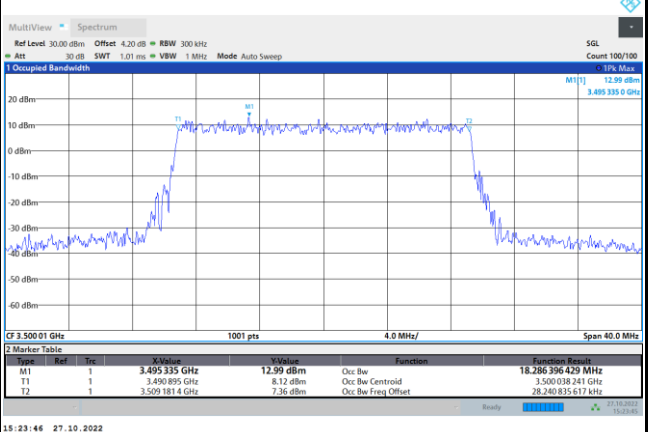 MultiView Spectrum
Ref Level 30.00 dBm Offset 4.20 dB RBW 300 kHz SGL
Att 30 dB SWT 1.01 ms VBW 1 MHz Mode Auto Sweep Count 100/100
1 Occupied Bandwidth 1Pk Max
M1[1] 12.99 dBm
3.495 335 0 GHz
20 dBm
M1
T1 T2
10 dBm
0 dBm
-10 dBm
-20 dBm
-30 dBm
-40 dBm
-50 dBm
-60 dBm
CF 3.500 01 GHz 1001 pts 4.0 MHz/ Span 40.0 MHz
2 Marker Table
Type Ref Trc X-Value Y-Value Function Function Result
M1 1 3.495 335 GHz 12.99 dBm Occ Bw 18.286 396 429 MHz
T1 1 3.490 895 GHz 8.12 dBm Occ Bw Centroid 3.500 038 241 GHz
T2 1 3.509 181 4 GHz 7.36 dBm Occ Bw Freq Offset 28.240 835 617 kHz
Ready 27.10.2022
15:23:45
15:23:46 27.10.2022